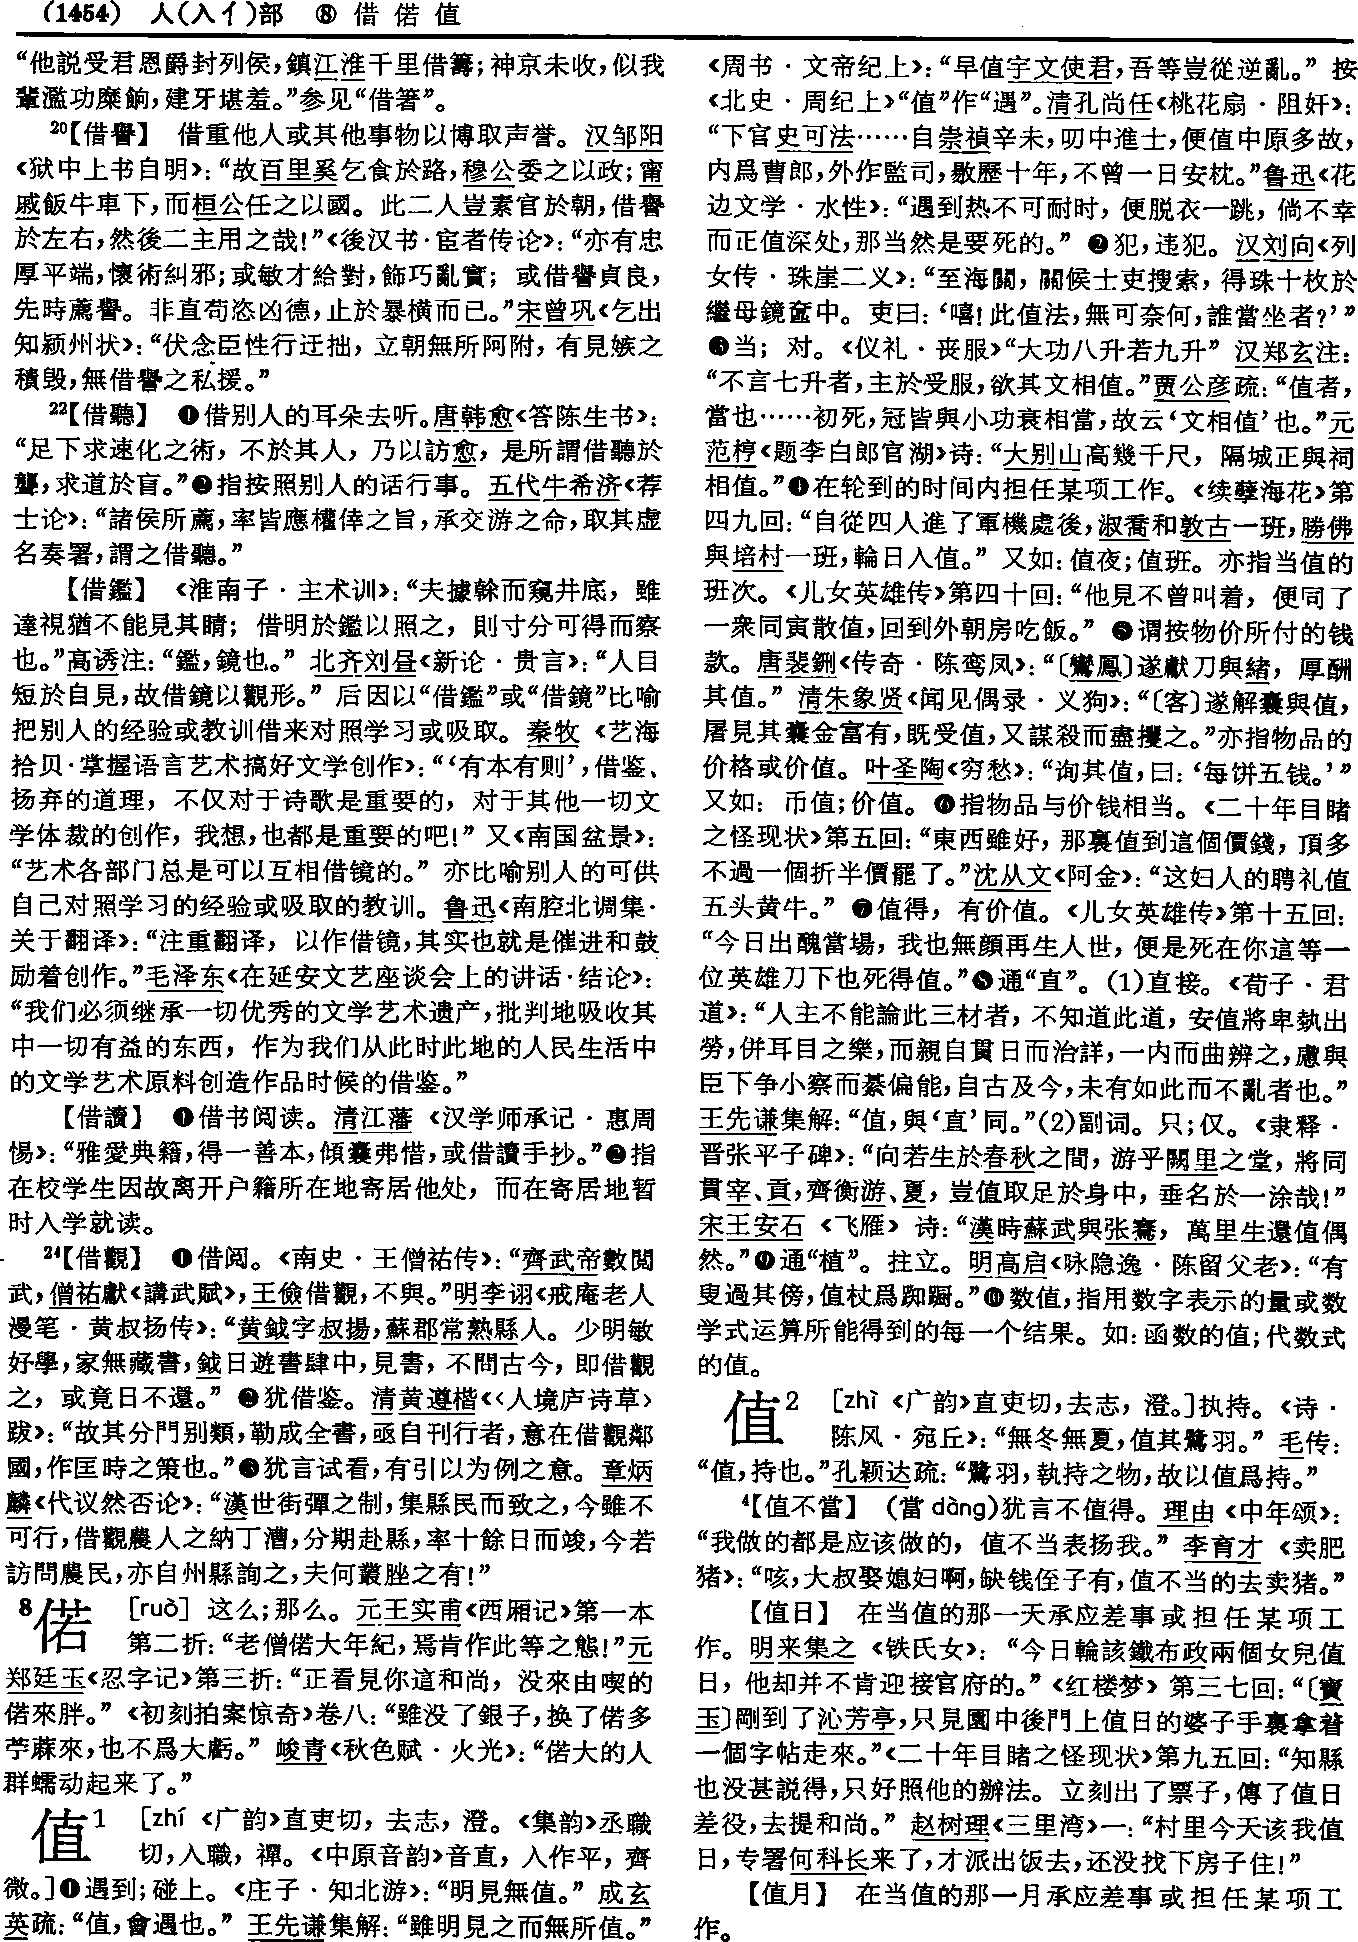 (1454) 人(入亻)部 ⑧ 借偌值
“他説受君恩爵封列侯，鎮江淮千里借籌；神京未收，似我
輩濫功糜餉，建牙堪羞。”参见“借箸”。
20【借譽】 借重他人或其他事物以博取声誉。汉邹阳
《狱中上书自明》：“故百里奚乞食於路，穆公委之以政；甯
戚飯牛車下，而桓公任之以國。此二人豈素官於朝，借譽
於左右，然後二主用之哉！”《後汉书·宦者传论》：“亦有忠
厚平端，懷術糾邪；或敏才給對，飾巧亂實；或借譽貞良，
先時薦譽。非直苟恣凶德，止於暴横而已。”宋曾巩《乞出
知颍州状》：“伏念臣性行迂拙，立朝無所阿附，有見嫉之
積毁，無借譽之私援。”
22【借聽】 ❶借别人的耳朵去听。唐韩愈《答陈生书》：
“足下求速化之術，不於其人，乃以訪愈，是所謂借聽於
聾，求道於盲。”❷指按照别人的话行事。五代牛希济《荐
士论》：“諸侯所薦，率皆應權倖之旨，承交游之命，取其虚
名奏署，謂之借聽。”
【借鑑】 《淮南子·主术训》：“夫據榦而窺井底，雖
達視猶不能見其睛；借明於鑑以照之，則寸分可得而察
也。”高诱注：“鑑，鏡也。” 北齐刘昼《新论·贵言》：“人目
短於自見，故借鏡以觀形。” 后因以“借鑑”或“借鏡”比喻
把别人的经验或教训借来对照学习或吸取。秦牧《艺海
拾贝·掌握语言艺术搞好文学创作》：“‘有本有则’，借鉴、
扬弃的道理，不仅对于诗歌是重要的，对于其他一切文
学体裁的创作，我想，也都是重要的吧！” 又《南国盆景》：
“艺术各部门总是可以互相借镜的。” 亦比喻别人的可供
自己对照学习的经验或吸取的教训。鲁迅《南腔北调集·
关于翻译》：“注重翻译，以作借镜，其实也就是催进和鼓
励着创作。”毛泽东《在延安文艺座谈会上的讲话·结论》：
“我们必须继承一切优秀的文学艺术遗产，批判地吸收其
中一切有益的东西，作为我们从此时此地的人民生活中
的文学艺术原料创造作品时候的借鉴。”
【借讀】 ❶借书阅读。清江藩《汉学师承记·惠周
惕》：“雅愛典籍，得一善本，傾囊弗惜，或借讀手抄。”❷指
在校学生因故离开户籍所在地寄居他处，而在寄居地暂
时入学就读。
24【借觀】 ❶借阅。《南史·王僧祐传》：“齊武帝數閲
武，僧祐獻《講武賦》，王儉借觀，不與。”明李诩《戒庵老人
漫笔·黄叔扬传》：“黄鉞字叔揚，蘇郡常熟縣人。少明敏
好學，家無藏書，鉞日遊書肆中，見書，不問古今，即借觀
之，或竟日不還。” ❷犹借鉴。清黄遵楷《〈人境庐诗草〉
跋》：“故其分門别類，勒成全書，亟自刊行者，意在借觀鄰
國，作匡時之策也。”❸犹言试看，有引以为例之意。章炳
麟《代议然否论》：“漢世街彈之制，集縣民而致之，今雖不
可行，借觀農人之納丁漕，分期赴縣，率十餘日而竣，今若
訪問農民，亦自州縣詢之，夫何叢脞之有！”
8偌 [ruò] 这么；那么。元王实甫《西厢记》第一本
第二折：“老僧偌大年紀，焉肯作此等之態！”元
郑廷玉《忍字记》第三折：“正看見你這和尚，没來由喫的
偌來胖。” 《初刻拍案惊奇》卷八：“雖没了銀子，换了偌多
苧蔴來，也不爲大虧。” 峻青《秋色赋·火光》：“偌大的人
群蠕动起来了。”
值1 [zhí 《广韵》直吏切，去志，澄。《集韵》丞職
切，入職，禪。《中原音韵》音直，入作平，齊
微。]❶遇到；碰上。《庄子·知北游》：“明見無值。” 成玄
英疏：“值，會遇也。” 王先谦集解：“雖明見之而無所值。”
《周书·文帝纪上》：“早值宇文使君，吾等豈從逆亂。” 按
《北史·周纪上》“值”作“遇”。清孔尚任《桃花扇·阻奸》：
“下官史可法……自崇禎辛未，叨中進士，便值中原多故，
内爲曹郎，外作監司，敭歷十年，不曾一日安枕。”鲁迅《花
边文学·水性》：“遇到热不可耐时，便脱衣一跳，倘不幸
而正值深处，那当然是要死的。” ❷犯，违犯。汉刘向《列
女传·珠崖二义》：“至海關，關候士吏搜索，得珠十枚於
繼母鏡奩中。吏曰：‘嘻！此值法，無可奈何，誰當坐者？’”
❸当；对。《仪礼·丧服》“大功八升若九升” 汉郑玄注：
“不言七升者，主於受服，欲其文相值。”贾公彦疏：“值者，
當也……初死，冠皆與小功衰相當，故云‘文相值’也。”元
范梈《题李白郎官湖》诗：“大别山高幾千尺，隔城正與祠
相值。”❹在轮到的时间内担任某项工作。《续孽海花》第
四九回：“自從四人進了軍機處後，淑喬和敦古一班，勝佛
與培村一班，輪日入值。” 又如：值夜；值班。亦指当值的
班次。《儿女英雄传》第四十回：“他見不曾叫着，便同了
一衆同寅散值，回到外朝房吃飯。” ❺谓按物价所付的钱
款。唐裴铏《传奇·陈鸾凤》：“〔鸞鳳〕遂獻刀與緒，厚酬
其值。” 清朱象贤《闻见偶录·义狗》：“〔客〕遂解囊與值，
屠見其囊金富有，既受值，又謀殺而盡攫之。”亦指物品的
价格或价值。叶圣陶《穷愁》：“询其值，曰：‘每饼五钱。’”
又如：币值；价值。❻指物品与价钱相当。《二十年目睹
之怪现状》第五回：“東西雖好，那裏值到這個價錢，頂多
不過一個折半價罷了。”沈从文《阿金》：“这妇人的聘礼值
五头黄牛。” ❼值得，有价值。《儿女英雄传》第十五回：
“今日出醜當場，我也無顔再生人世，便是死在你這等一
位英雄刀下也死得值。”❽通“直”。(1)直接。《荀子·君
道》：“人主不能論此三材者，不知道此道，安值將卑埶出
勞，併耳目之樂，而親自貫日而治詳，一内而曲辨之，慮與
臣下争小察而綦偏能，自古及今，未有如此而不亂者也。”
王先谦集解：“值，與‘直’同。”(2)副词。只；仅。《隶释·
晋张平子碑》：“向若生於春秋之間，游乎闕里之堂，將同
貫宰、貢，齊衡游、夏，豈值取足於身中，垂名於一涂哉！”
宋王安石《飞雁》诗：“漢時蘇武與张騫，萬里生還值偶
然。”❾通“植”。拄立。明高启《咏隐逸·陈留父老》：“有
叟過其傍，值杖爲踟蹰。”❿数值，指用数字表示的量或数
学式运算所能得到的每一个结果。如：函数的值；代数式
的值。
值2 [zhì 《广韵》直吏切，去志，澄。]执持。《诗·
陈风·宛丘》：“無冬無夏，值其鷺羽。” 毛传：
“值，持也。”孔颖达疏：“鷺羽，執持之物，故以值爲持。”
4【值不當】 (當dàng)犹言不值得。理由《中年颂》：
“我做的都是应该做的，值不当表扬我。” 李育才《卖肥
猪》：“咳，大叔娶媳妇啊，缺钱侄子有，值不当的去卖猪。”
【值日】 在当值的那一天承应差事或担任某项工
作。明来集之《铁氏女》：“今日輪該鐵布政兩個女兒值
日，他却并不肯迎接官府的。” 《红楼梦》第三七回：“〔寶
玉〕剛到了沁芳亭，只見園中後門上值日的婆子手裏拿着
一個字帖走來。”《二十年目睹之怪现状》第九五回：“知縣
也没甚説得，只好照他的辦法。立刻出了票子，傳了值日
差役，去提和尚。” 赵树理《三里湾》一：“村里今天该我值
日，专署何科长来了，才派出饭去，还没找下房子住！”
【值月】 在当值的那一月承应差事或担任某项工
作。